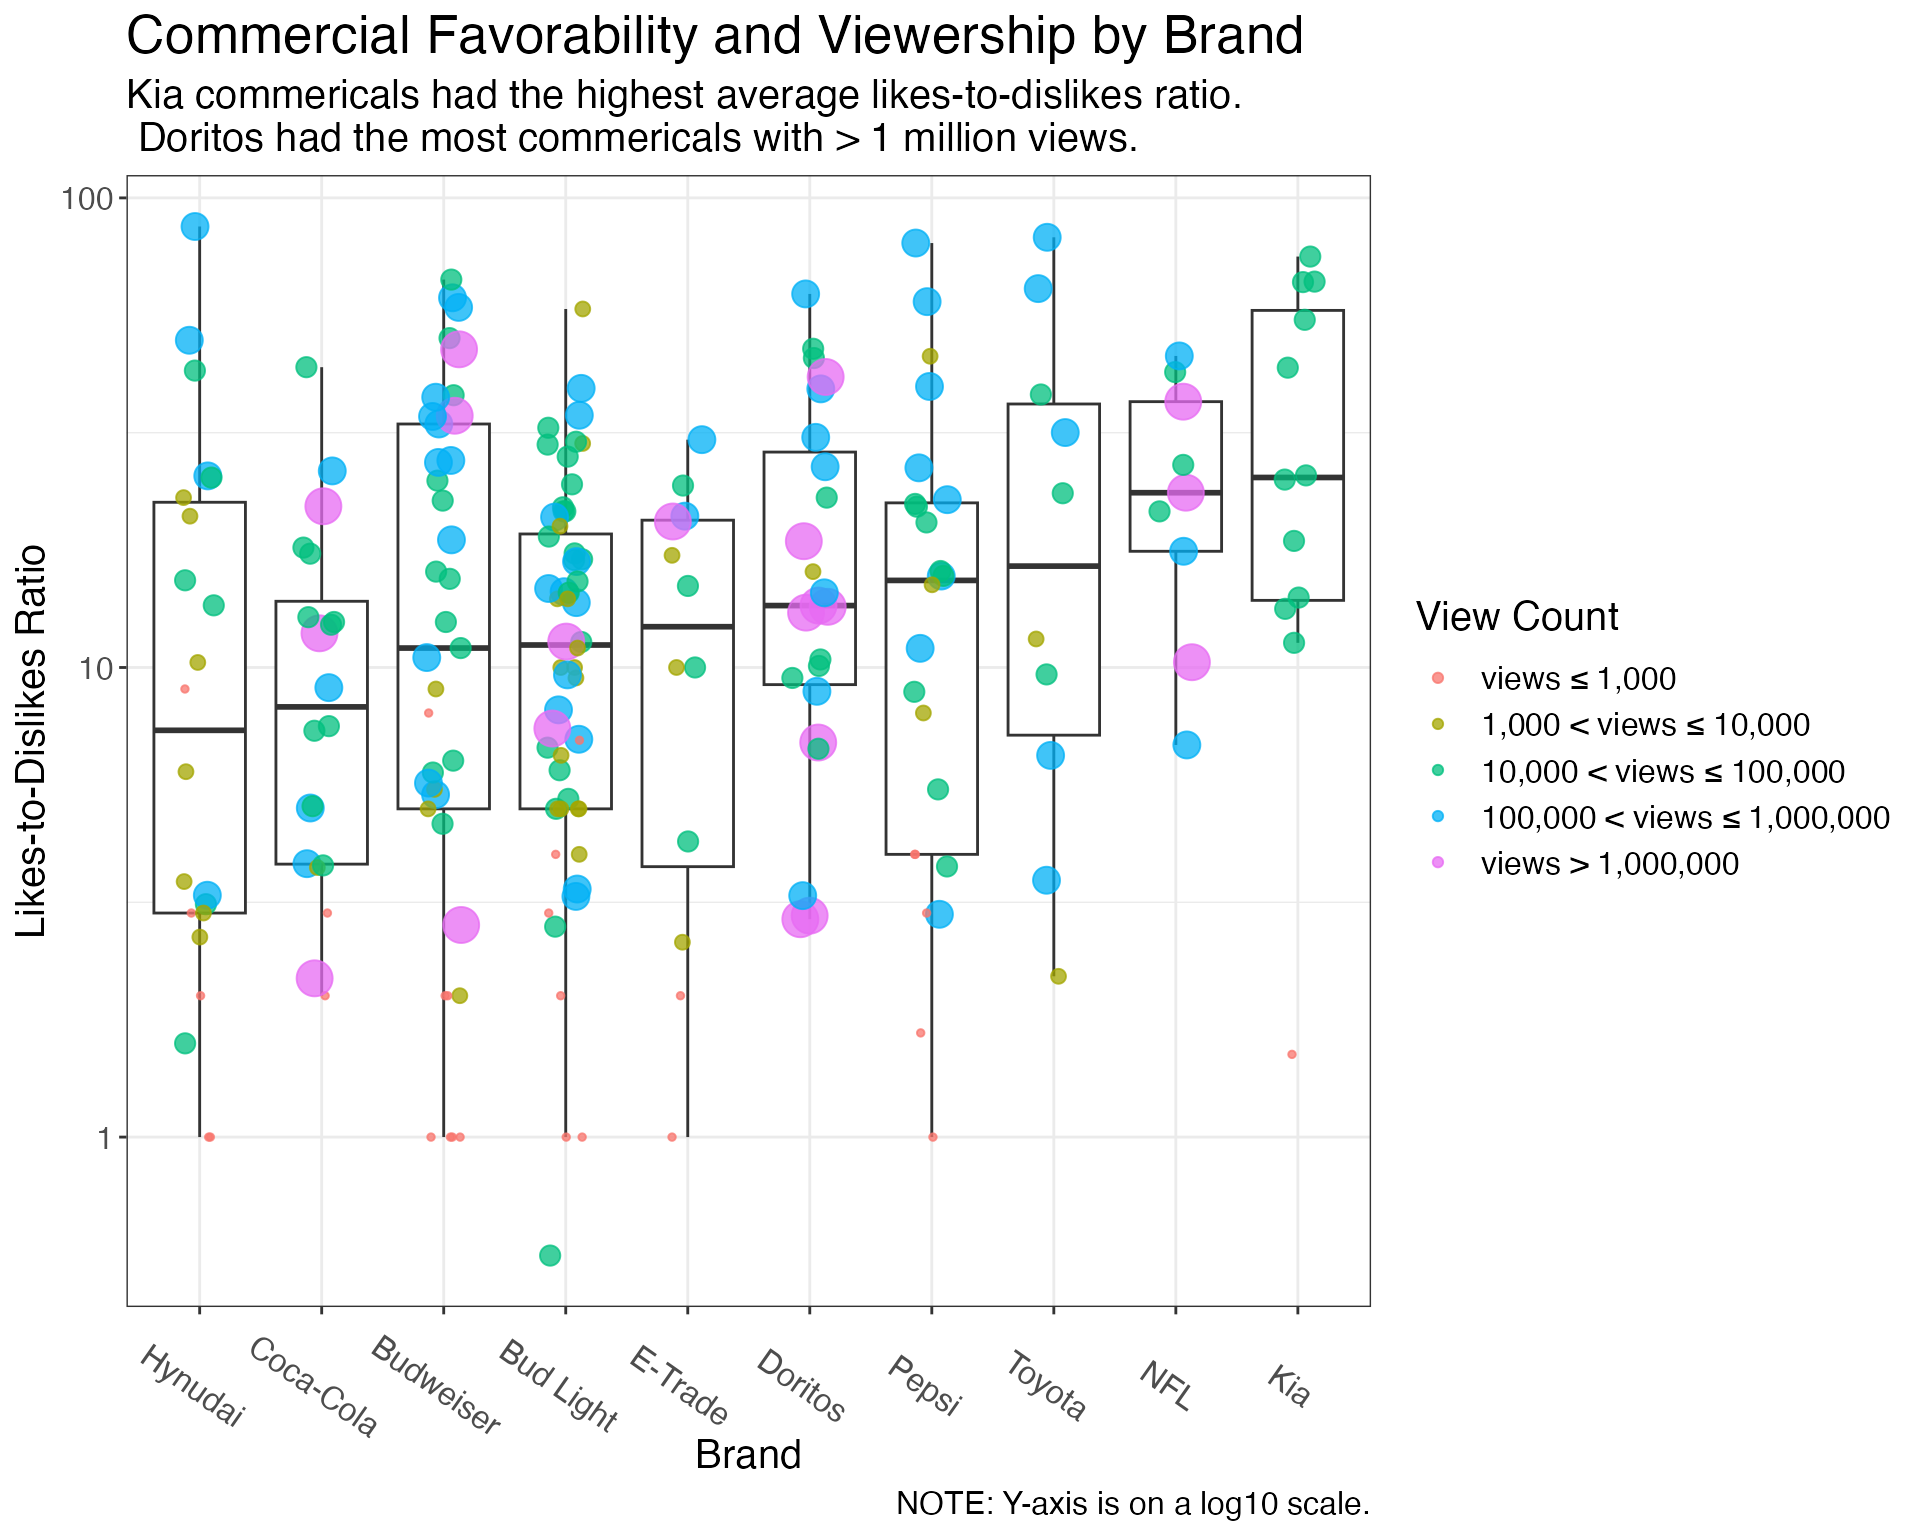 Commercial Favorability and Viewership by Brand
Kia commericals had the highest average likes-to-dislikes ratio.
Doritos had the most commericals with > 1 million views.
Likes-to-Dislikes Ratio
100
10
1
Hynudai
Coca-Cola
Budweiser
Bud Light
E-Trade
Doritos
Pepsi
Toyota
NFL
Kia
Brand
View Count
views ≤ 1,000
1,000 < views ≤ 10,000
10,000 < views ≤ 100,000
100,000 < views ≤ 1,000,000
views > 1,000,000
NOTE: Y-axis is on a log10 scale.